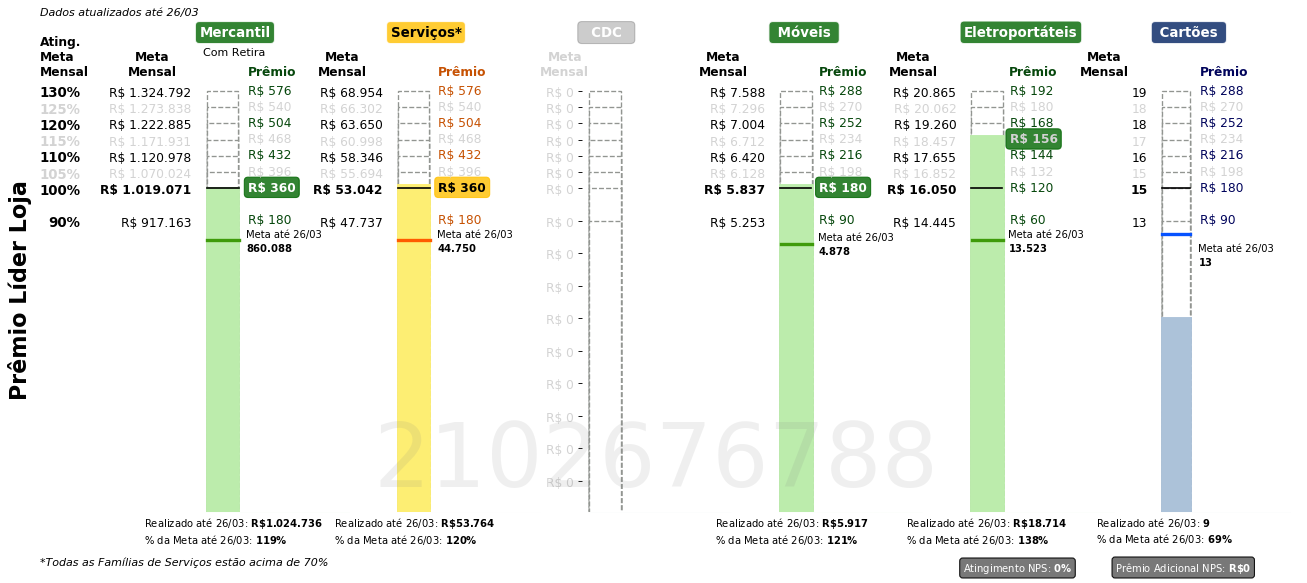 Dados atualizados até 26/03
Mercantil
Serviços*
CDC
Móveis
Eletroportáteis
Cartões
Ating.
Meta
Mensal
Meta
Mensal
Com Retira
Prêmio
Meta
Mensal
Prêmio
Meta
Mensal
Meta
Mensal
Prêmio
Meta
Mensal
Prêmio
Meta
Mensal
Prêmio
130% R$ 1.324.792 R$ 576 R$ 68.954 R$ 576 R$ 0 R$ 7.588 R$ 288 R$ 20.865 R$ 192 19 R$ 288
125% R$ 1.273.838 R$ 540 R$ 66.302 R$ 540 R$ 0 R$ 7.296 R$ 270 R$ 20.062 R$ 180 18 R$ 270
120% R$ 1.222.885 R$ 504 R$ 63.650 R$ 504 R$ 0 R$ 7.004 R$ 252 R$ 19.260 R$ 168 18 R$ 252
115% R$ 1.171.931 R$ 468 R$ 60.998 R$ 468 R$ 0 R$ 6.712 R$ 234 R$ 18.457 R$ 156 17 R$ 234
110% R$ 1.120.978 R$ 432 R$ 58.346 R$ 432 R$ 0 R$ 6.420 R$ 216 R$ 17.655 R$ 144 16 R$ 216
105% R$ 1.070.024 R$ 396 R$ 55.694 R$ 396 R$ 0 R$ 6.128 R$ 198 R$ 16.852 R$ 132 15 R$ 198
100% R$ 1.019.071 R$ 360 R$ 53.042 R$ 360 R$ 0 R$ 5.837 R$ 180 R$ 16.050 R$ 120 15 R$ 180
90% R$ 917.163 R$ 180 R$ 47.737 R$ 180 R$ 0 R$ 5.253 R$ 90 R$ 14.445 R$ 60 13 R$ 90
Meta até 26/03
860.088
Meta até 26/03
44.750
Meta até 26/03
4.878
Meta até 26/03
13.523
Meta até 26/03
13
R$ 0
R$ 0
R$ 0
R$ 0
R$ 0
R$ 0
R$ 0
R$ 0
Prêmio Líder Loja
2102676788
Realizado até 26/03: R$1.024.736
% da Meta até 26/03: 119%
Realizado até 26/03: R$53.764
% da Meta até 26/03: 120%
Realizado até 26/03: R$5.917
% da Meta até 26/03: 121%
Realizado até 26/03: R$18.714
% da Meta até 26/03: 138%
Realizado até 26/03: 9
% da Meta até 26/03: 69%
*Todas as Famílias de Serviços estão acima de 70%
Atingimento NPS: 0%
Prêmio Adicional NPS: R$0